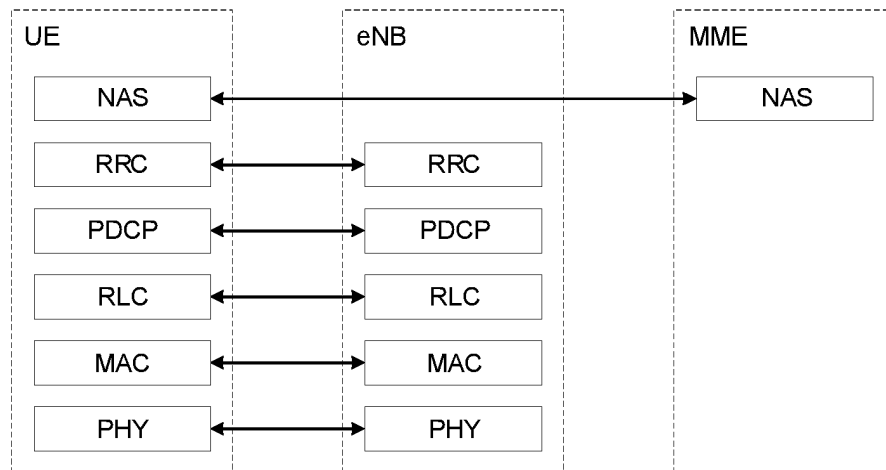 UE eNB MME
NAS NAS
RRC RRC
PDCP PDCP
RLC RLC
MAC MAC
PHY PHY